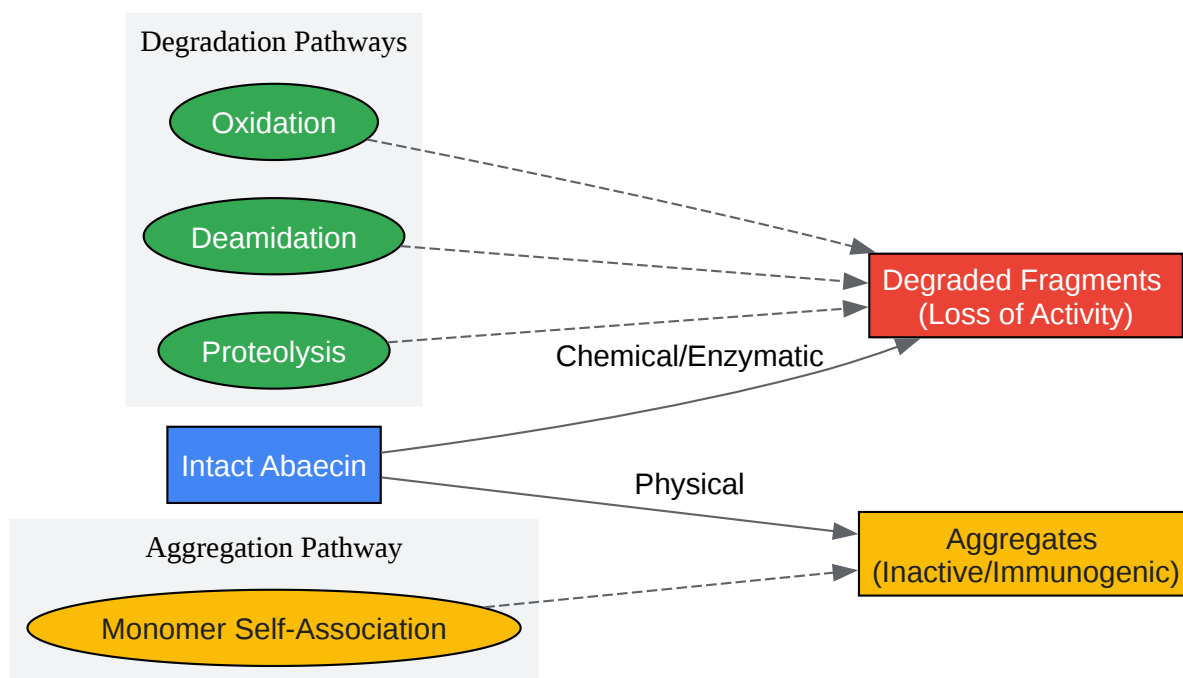 Degradation Pathways
Oxidation
Deamidation
Proteolysis
Degraded Fragments
(Loss of Activity)
Chemical/Enzymatic
Intact Abaecin
Physical
Aggregation Pathway
Monomer Self-Association
Aggregates
(Inactive/Immunogenic)